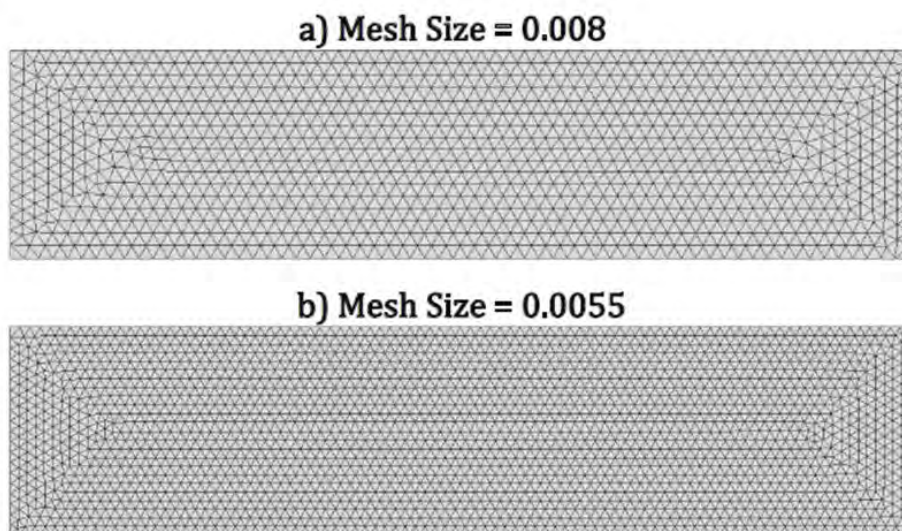 a) Mesh Size = 0.008
b) Mesh Size = 0.0055